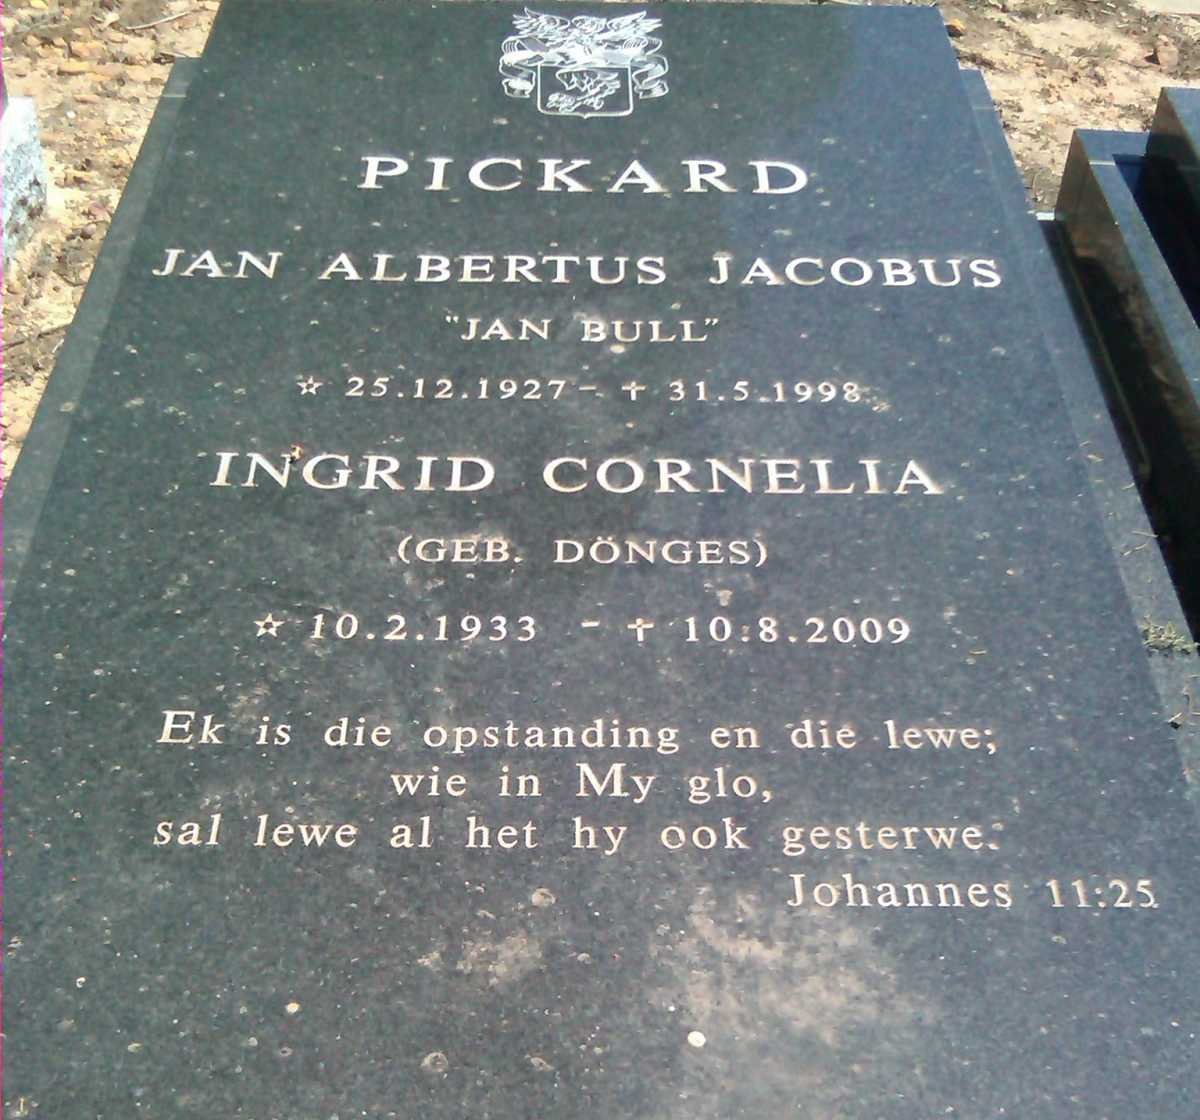 PICKARD
JAN ALBERTUS JACOBUS
"JAN BULL"
☆ 25.12.1927 - ✝ 31.5.1998
INGRID CORNELIA
(GEB. DÖNGES)
☆ 10.2.1933 - ✝ 10.8.2009
Ek is die opstanding en die lewe;
wie in My glo,
sal lewe al het hy ook gesterwe.
Johannes 11:25